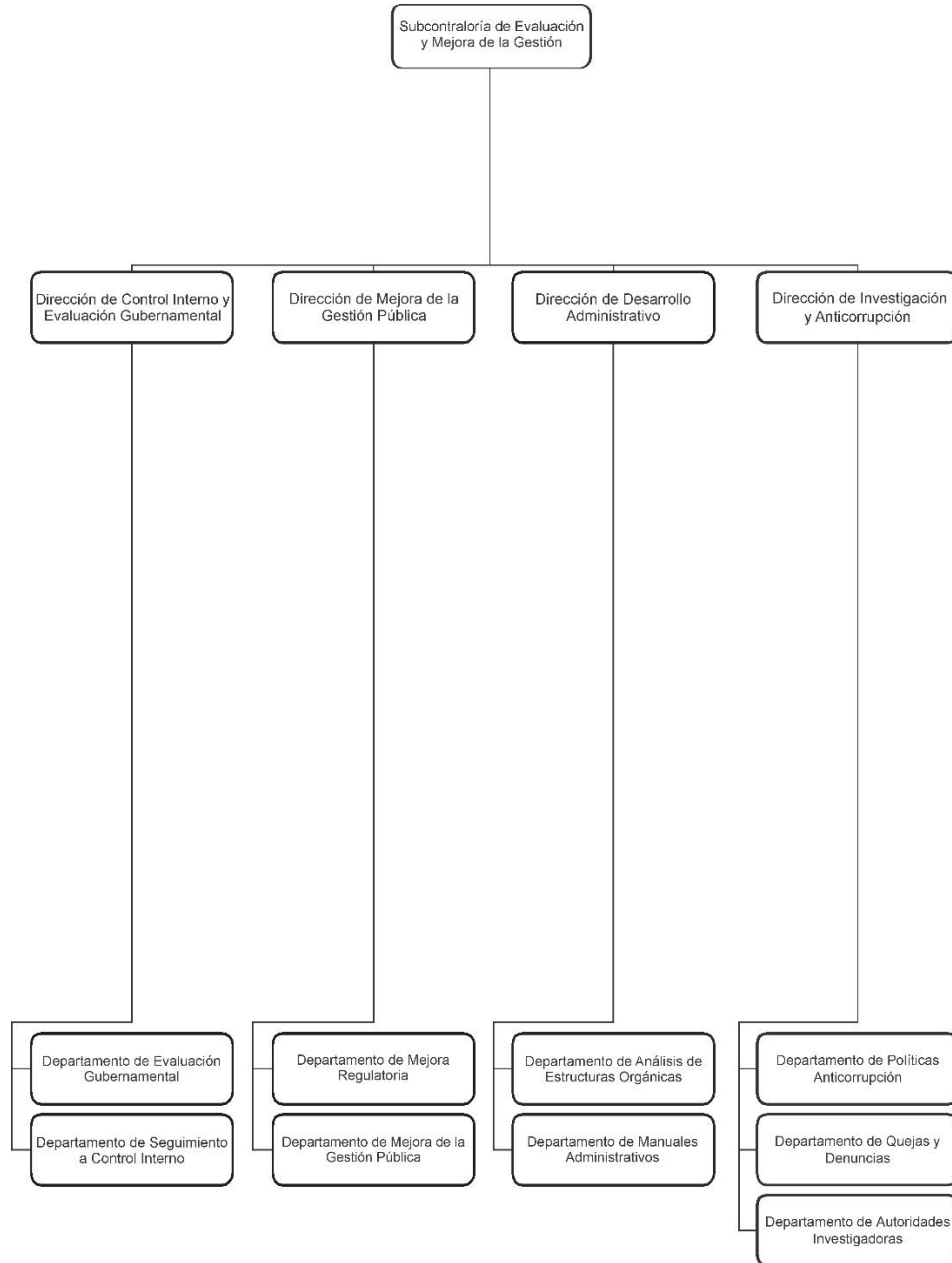 Subcontraloría de Evaluación
y Mejora de la Gestión
Dirección de Control Interno y
Evaluación Gubernamental
Dirección de Mejora de la
Gestión Pública
Dirección de Desarrollo
Administrativo
Dirección de Investigación
y Anticorrupción
Departamento de Evaluación
Gubernamental
Departamento de Seguimiento
a Control Interno
Departamento de Mejora
Regulatoria
Departamento de Mejora de la
Gestión Pública
Departamento de Análisis de
Estructuras Orgánicas
Departamento de Manuales
Administrativos
Departamento de Políticas
Anticorrupción
Departamento de Quejas y
Denuncias
Departamento de Autoridades
Investigadoras